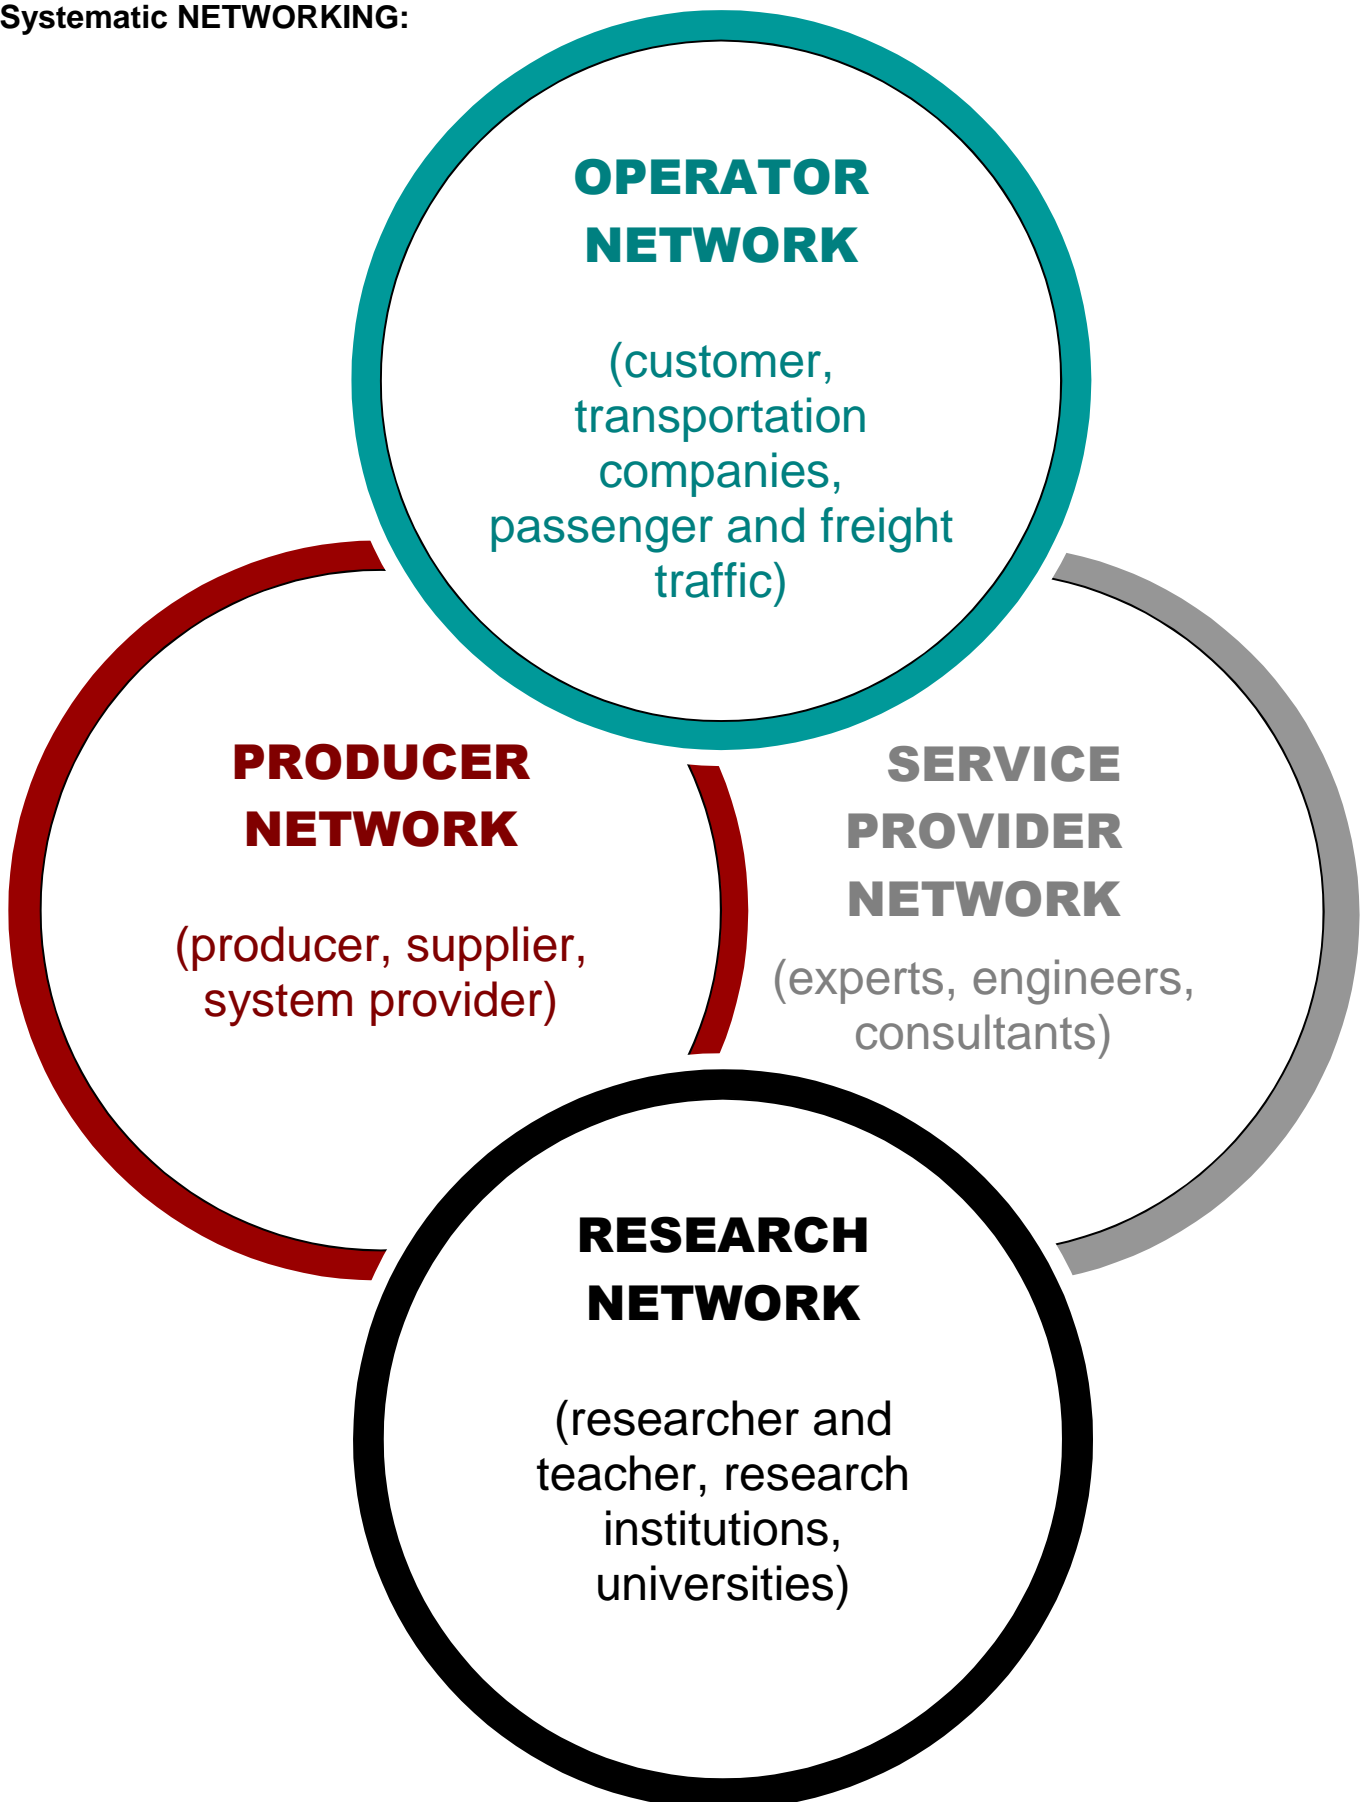 Systematic NETWORKING:
OPERATOR
NETWORK
(customer,
transportation
companies,
passenger and freight
traffic)
PRODUCER
NETWORK
(producer, supplier,
system provider)
SERVICE
PROVIDER
NETWORK
(experts, engineers,
consultants)
RESEARCH
NETWORK
(researcher and
teacher, research
institutions,
universities)